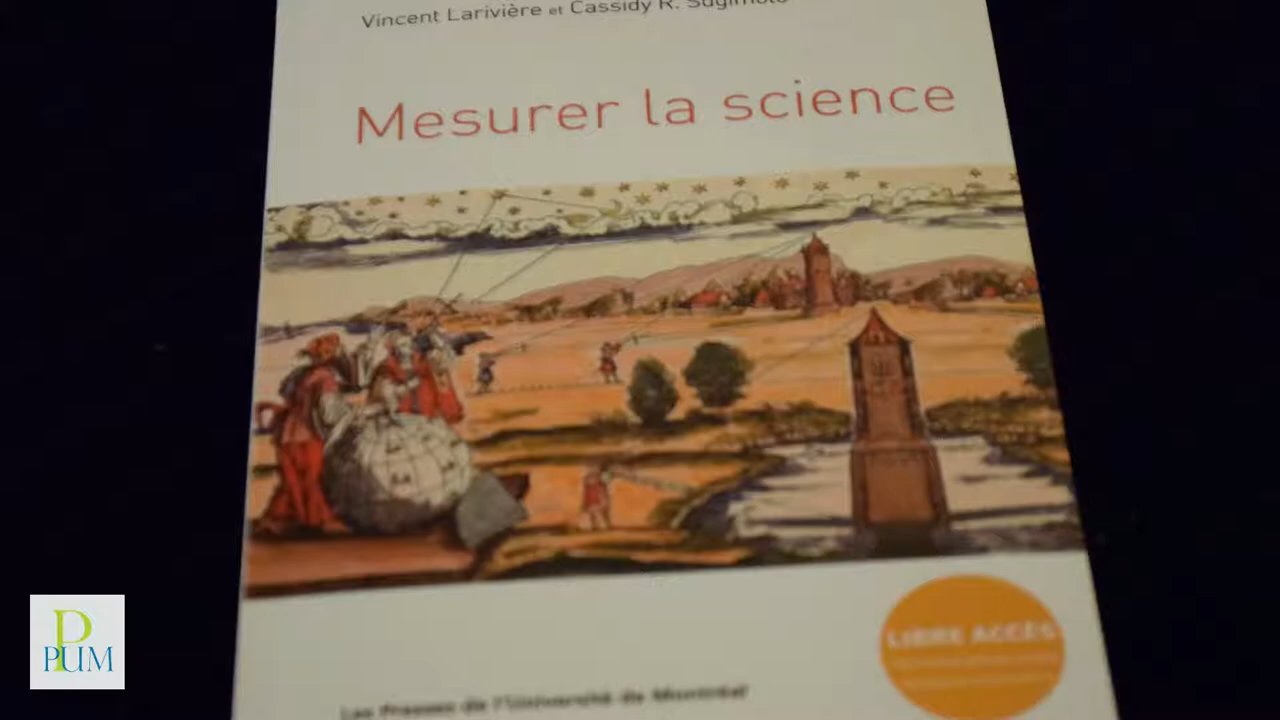 Vincent Larivière et Cassidy R. Sugimoto
Mesurer la science
LIBRE ACCÈS
Les Presses de l'Université de Montréal
PUM